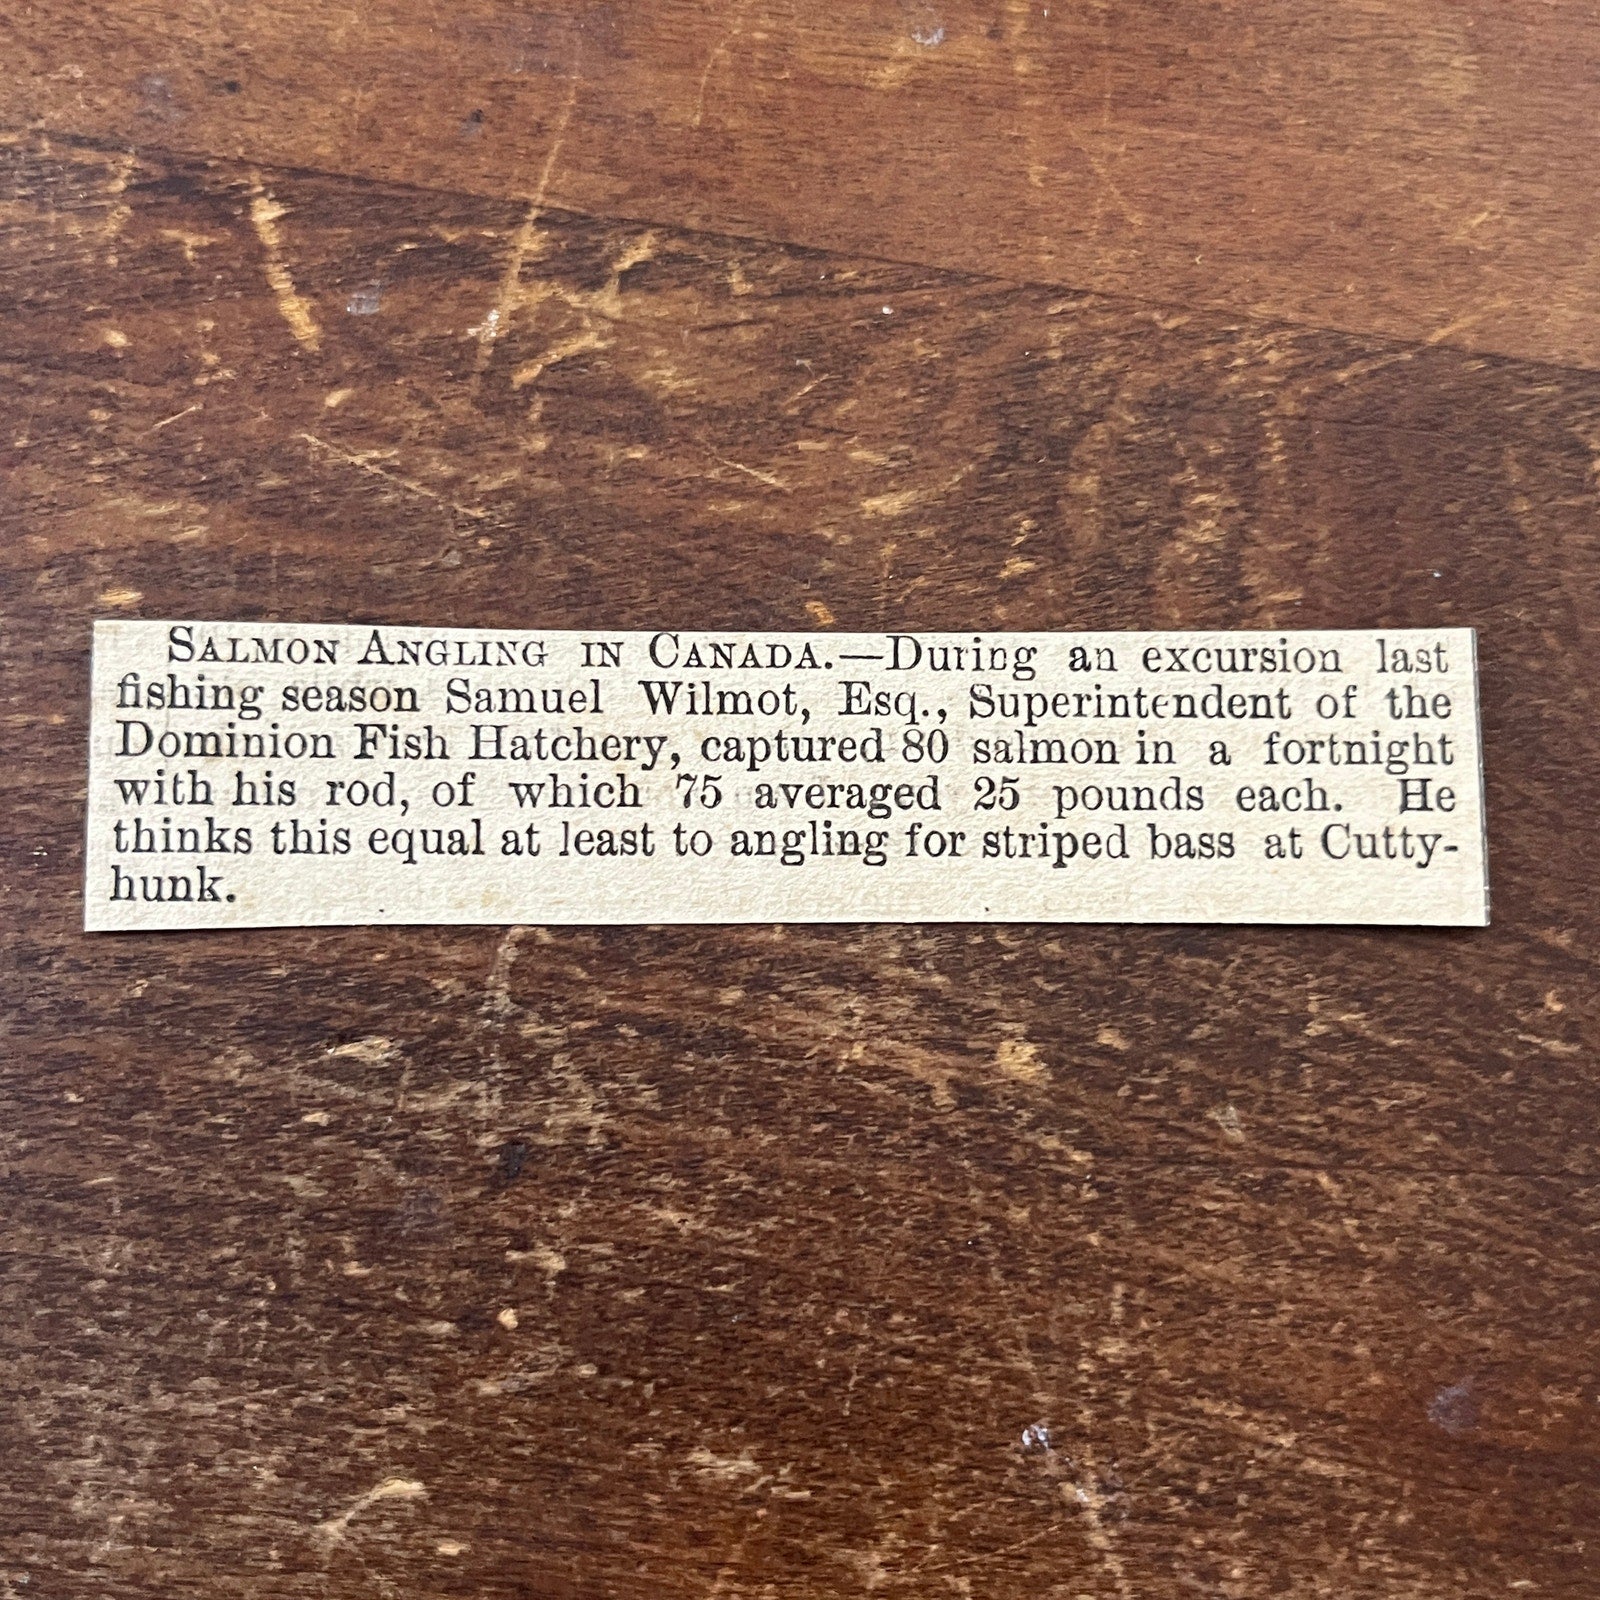 SALMON ANGLING IN CANADA.—During an excursion last
fishing season Samuel Wilmot, Esq., Superintendent of the
Dominion Fish Hatchery, captured 80 salmon in a fortnight
with his rod, of which 75 averaged 25 pounds each. He
thinks this equal at least to angling for striped bass at Cutty-
hunk.